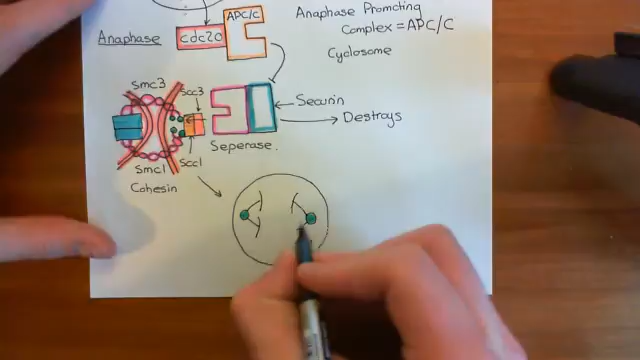 Anaphase
cdc20
APC/C
Anaphase Promoting
Complex = APC/C
Cyclosome
Smc3
Scc3
Securin
Destroys
Seperase.
Smc1
Scc1
Cohesin